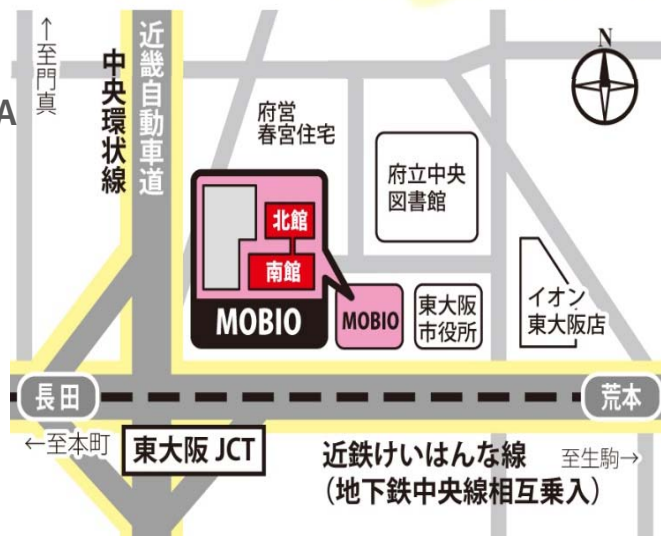 ↑至門真
A
中央環状線
近畿自動車道
N
府営
春宮住宅
府立中央
図書館
北館
南館
MOBIO
MOBIO
東大阪
市役所
イオン
東大阪店
長田
荒本
←至本町
東大阪 JCT
近鉄けいはんな線
(地下鉄中央線相互乗入)
至生駒→